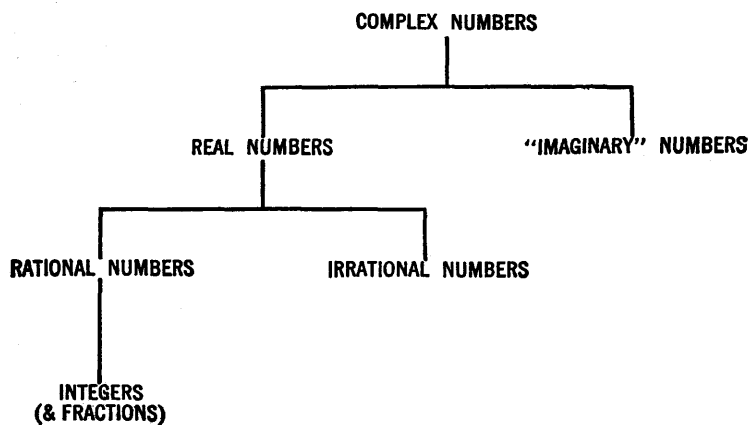 COMPLEX NUMBERS
REAL NUMBERS
"IMAGINARY" NUMBERS
RATIONAL NUMBERS
IRRATIONAL NUMBERS
INTEGERS
(& FRACTIONS)